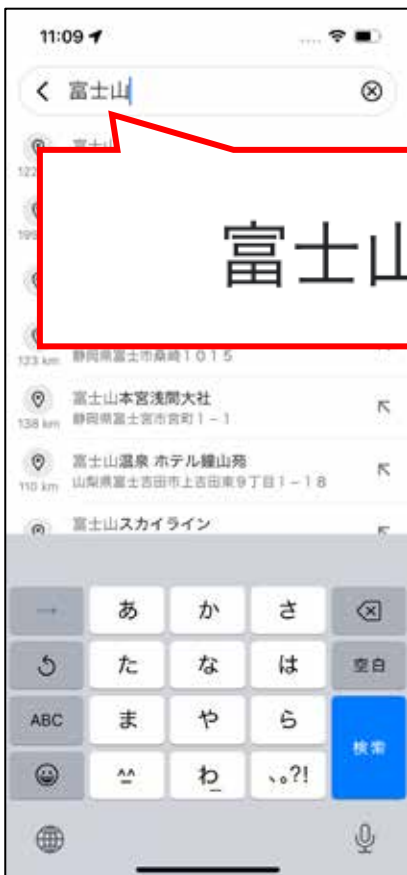 11:09
富士山
富士山
富士山
123 km 静岡県富士市桑崎1015
富士山本宮浅間大社
138 km 静岡県富士宮市宮町1-1
富士山温泉 ホテル鐘山苑
110 km 山梨県富士吉田市上吉田東9丁目1-18
富士山スカイライン
→ あ か さ
た な は 空白
ABC ま や ら 検索
^^ わ 、。?!